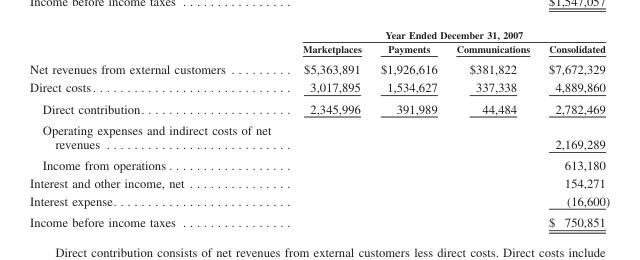 Income before income taxes . . . . . . . . . . . . . . . . $1,547,057
Year Ended December 31, 2007
Marketplaces Payments Communications Consolidated
Net revenues from external customers . . . . . . . . . $5,363,891 $1,926,616 $381,822 $7,672,329
Direct costs. . . . . . . . . . . . . . . . . . . . . . . . . . . . . 3,017,895 1,534,627 337,338 4,889,860
Direct contribution. . . . . . . . . . . . . . . . . . . . . . 2,345,996 391,989 44,484 2,782,469
Operating expenses and indirect costs of net
revenues . . . . . . . . . . . . . . . . . . . . . . . . . . . 2,169,289
Income from operations . . . . . . . . . . . . . . . . . . 613,180
Interest and other income, net . . . . . . . . . . . . . . . 154,271
Interest expense. . . . . . . . . . . . . . . . . . . . . . . . . . (16,600)
Income before income taxes . . . . . . . . . . . . . . . . $ 750,851
Direct contribution consists of net revenues from external customers less direct costs. Direct costs include